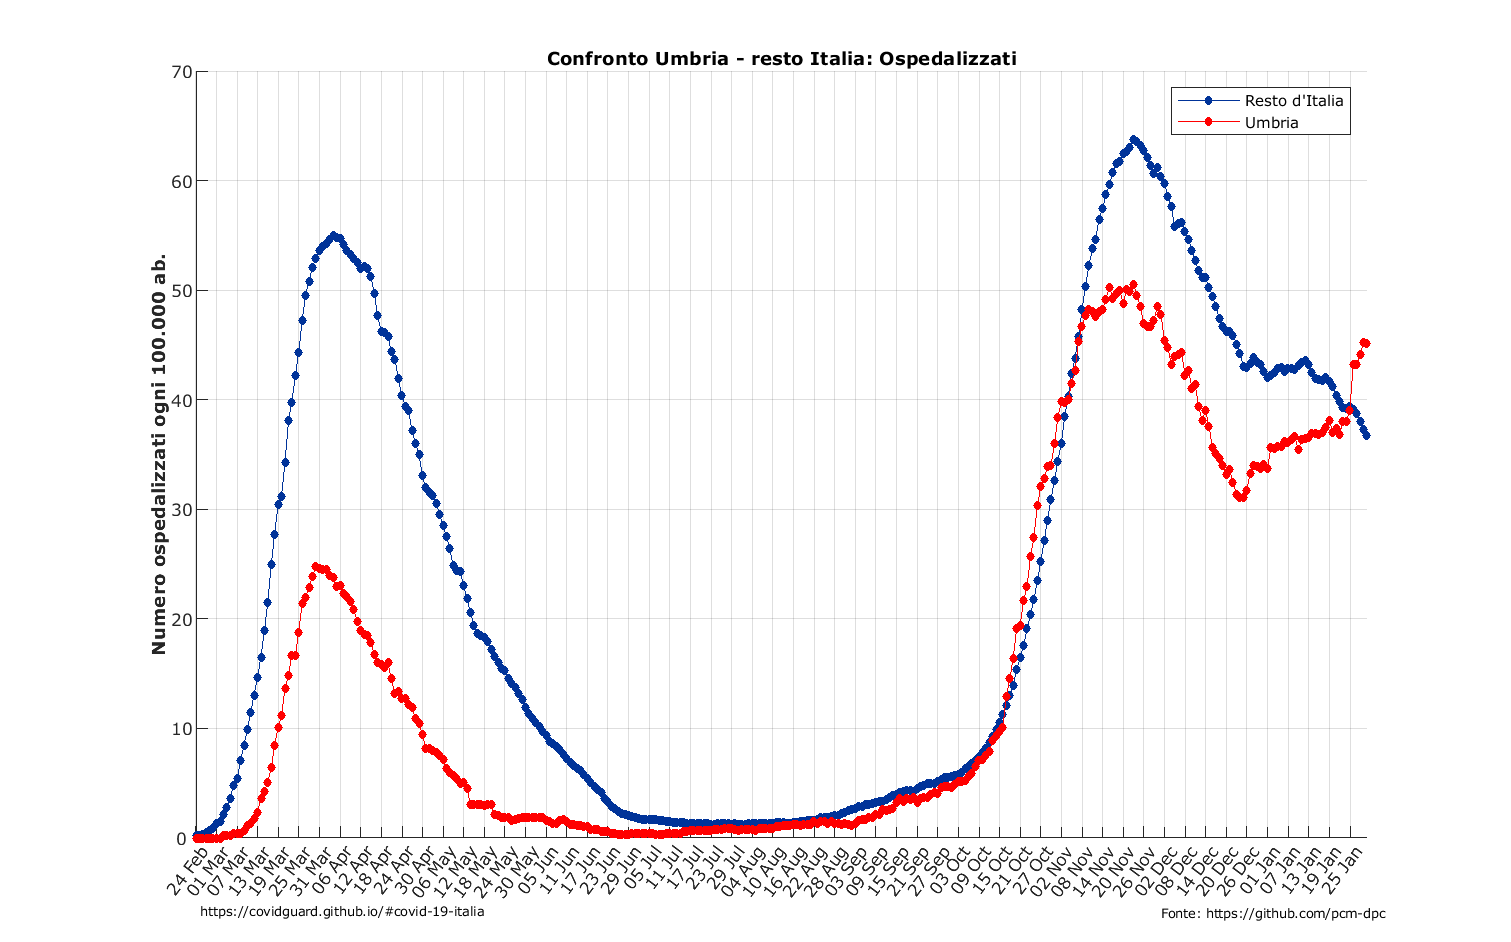 Confronto Umbria - resto Italia: Ospedalizzati
Resto d'Italia
Umbria
Numero ospedalizzati ogni 100.000 ab.
70
60
50
40
30
20
10
0
24 Feb
01 Mar
07 Mar
13 Mar
19 Mar
25 Mar
31 Mar
06 Apr
12 Apr
18 Apr
24 Apr
30 Apr
06 May
12 May
18 May
24 May
30 May
05 Jun
11 Jun
17 Jun
23 Jun
29 Jun
05 Jul
11 Jul
17 Jul
23 Jul
29 Jul
04 Aug
10 Aug
16 Aug
22 Aug
28 Aug
03 Sep
09 Sep
15 Sep
21 Sep
27 Sep
03 Oct
09 Oct
15 Oct
21 Oct
27 Oct
02 Nov
08 Nov
14 Nov
20 Nov
26 Nov
02 Dec
08 Dec
14 Dec
20 Dec
26 Dec
01 Jan
07 Jan
13 Jan
19 Jan
25 Jan
https://covidguard.github.io/#covid-19-italia
Fonte: https://github.com/pcm-dpc